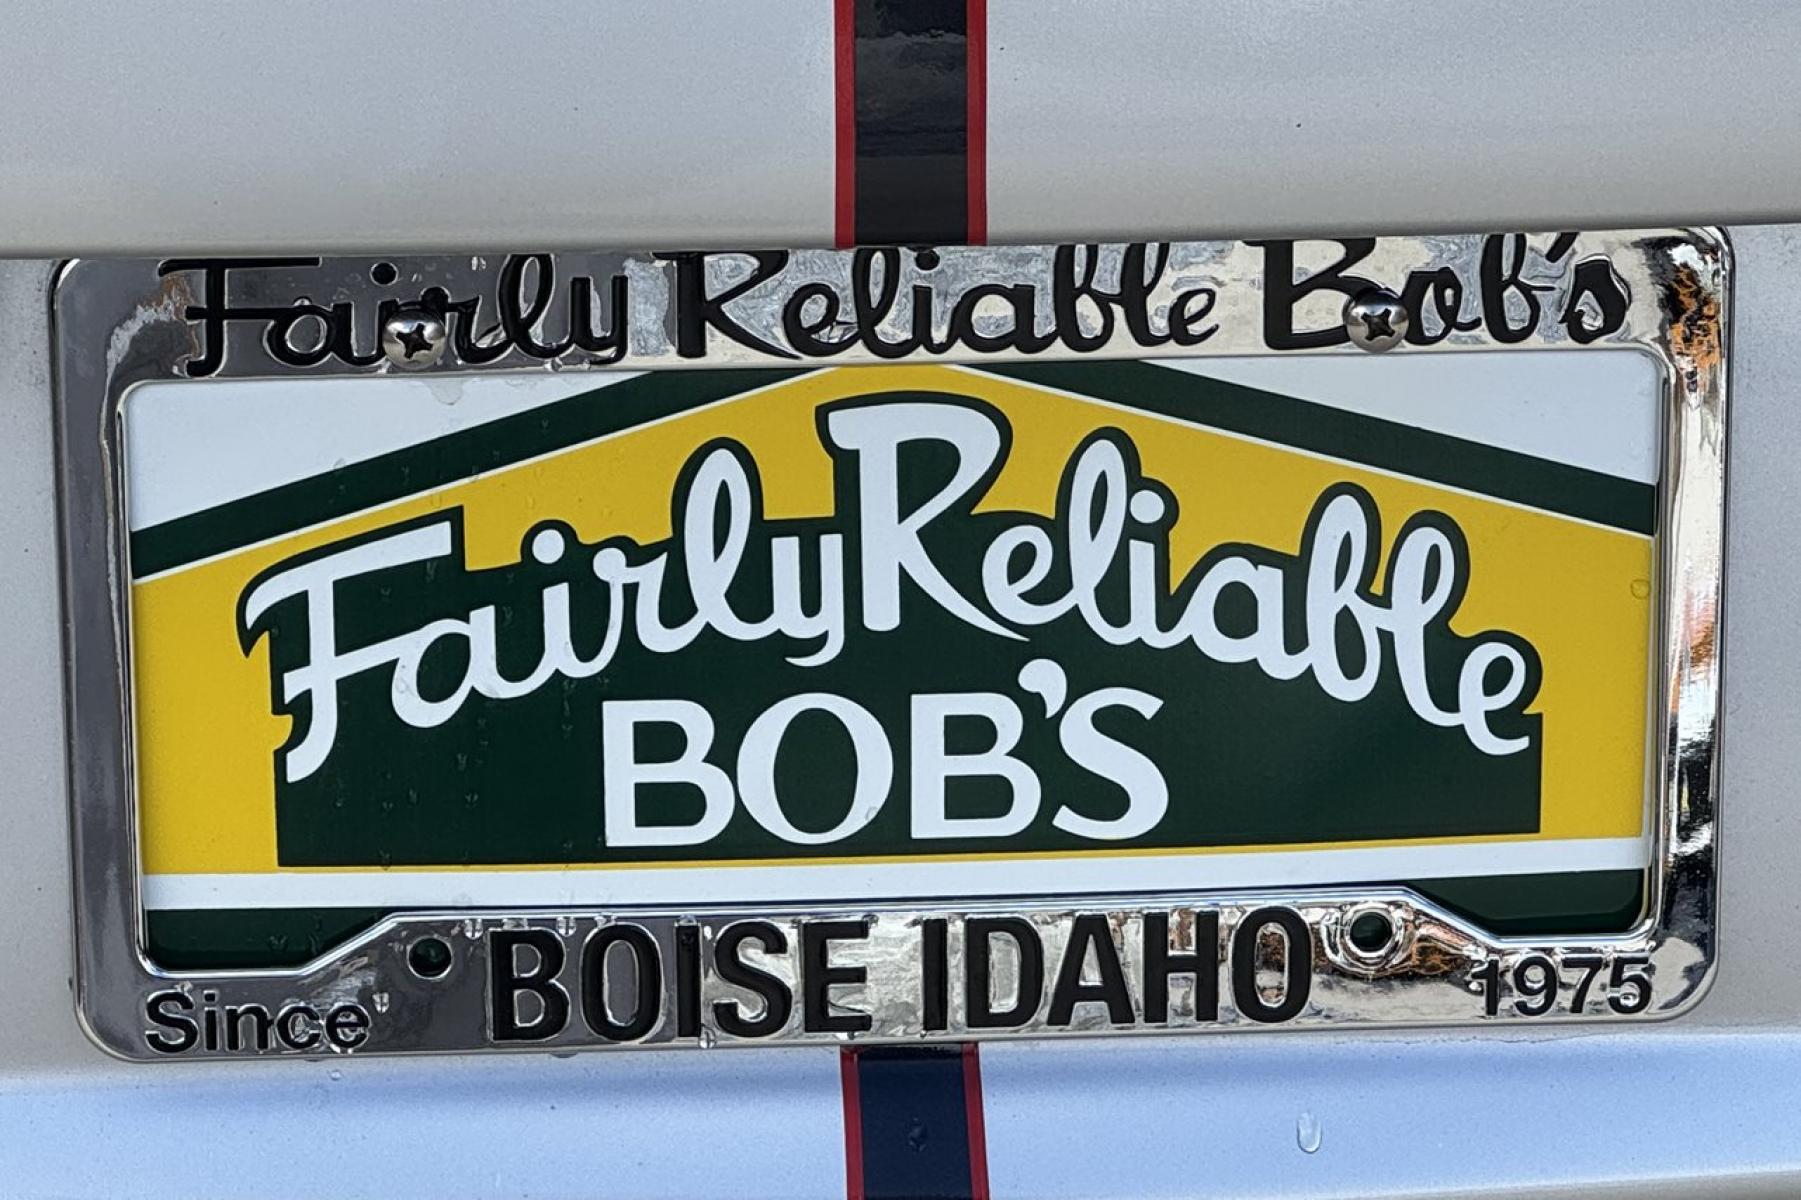 Fairly Reliable Bob's
Fairly Reliable
BOB'S
BOISE IDAHO
Since 1975